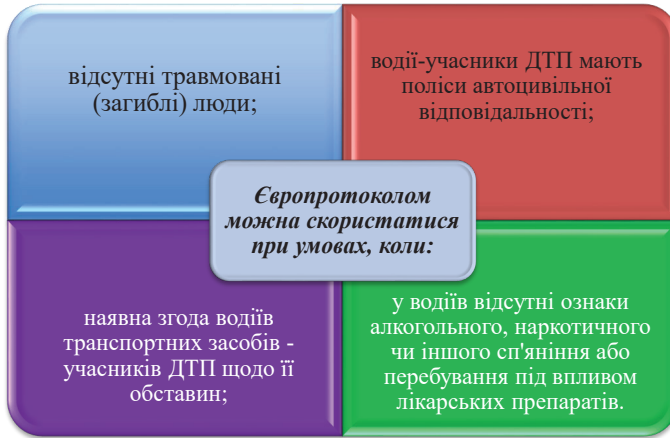 Європротоколом
можна скористатися
при умовах, коли:
відсутні травмовані
(загиблі) люди;
водії-учасники ДТП мають
поліси автоцивільної
відповідальності;
наявна згода водіїв
транспортних засобів -
учасників ДТП щодо її
обставин;
у водіїв відсутні ознаки
алкогольного, наркотичного
чи іншого сп'яніння або
перебування під впливом
лікарських препаратів.